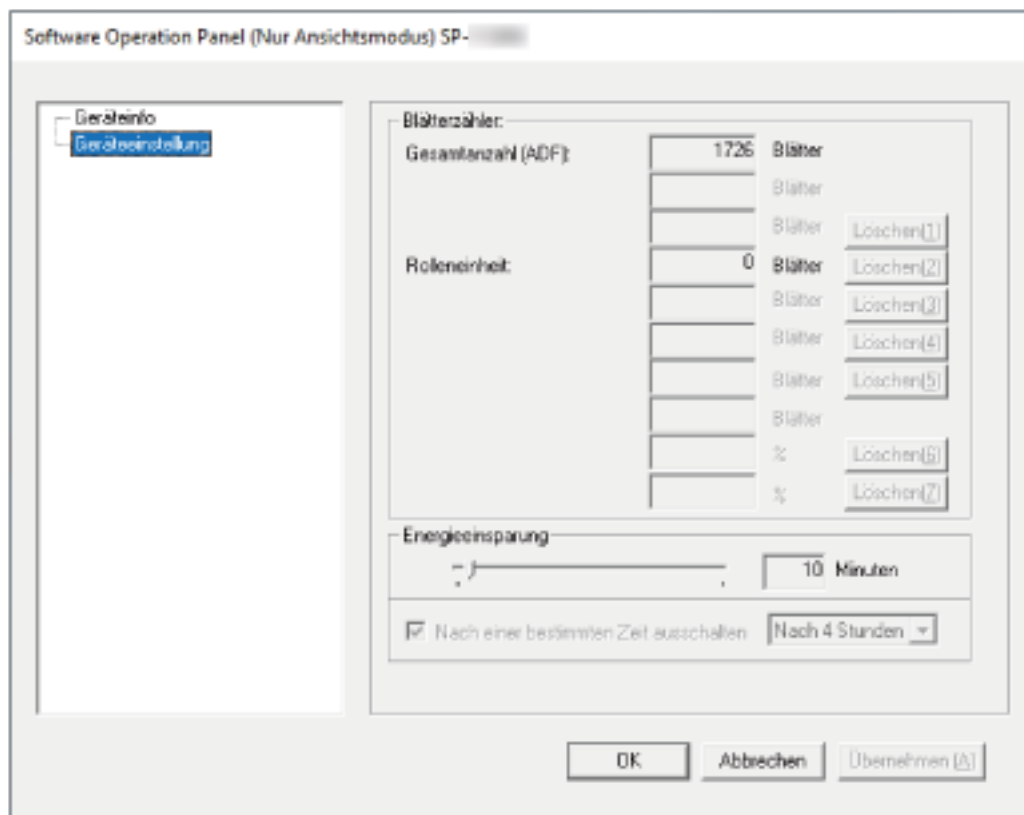 Software Operation Panel (Nur Ansichtsmodus) SP-
Geräteinfo
Geräteeinstellung
Blätterzähler:
Gesamtanzahl (ADF): 1726 Blätter
Blätter
Blätter Löschen(1)
Rolleneinheit: 0 Blätter Löschen(2)
Blätter Löschen(3)
Blätter Löschen(4)
Blätter Löschen(5)
Blätter
% Löschen(6)
% Löschen(7)
Energieeinsparung
10 Minuten
Nach einer bestimmten Zeit ausschalten Nach 4 Stunden
OK Abbrechen Übernehmen (A)